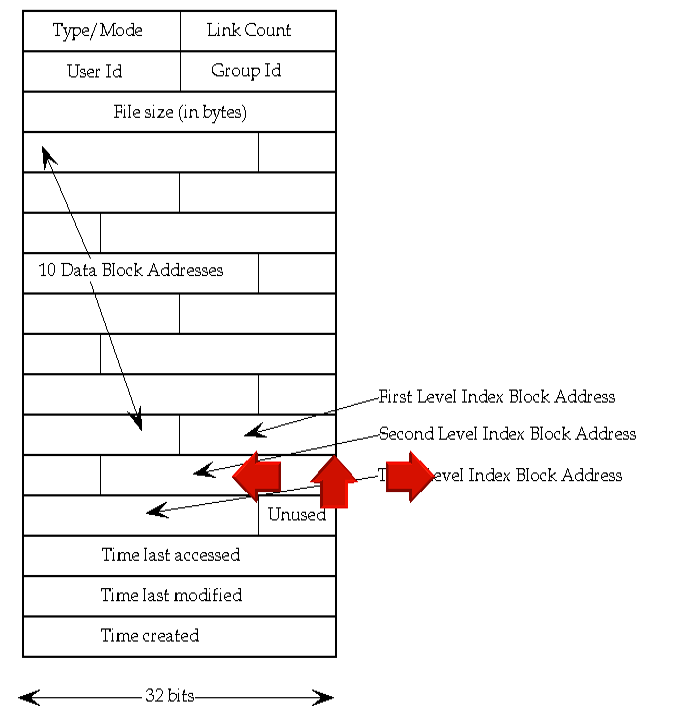 Type/Mode Link Count
User Id Group Id
File size (in bytes)
10 Data Block Addresses
First Level Index Block Address
Second Level Index Block Address
Level Index Block Address
Unused
Time last accessed
Time last modified
Time created
32 bits